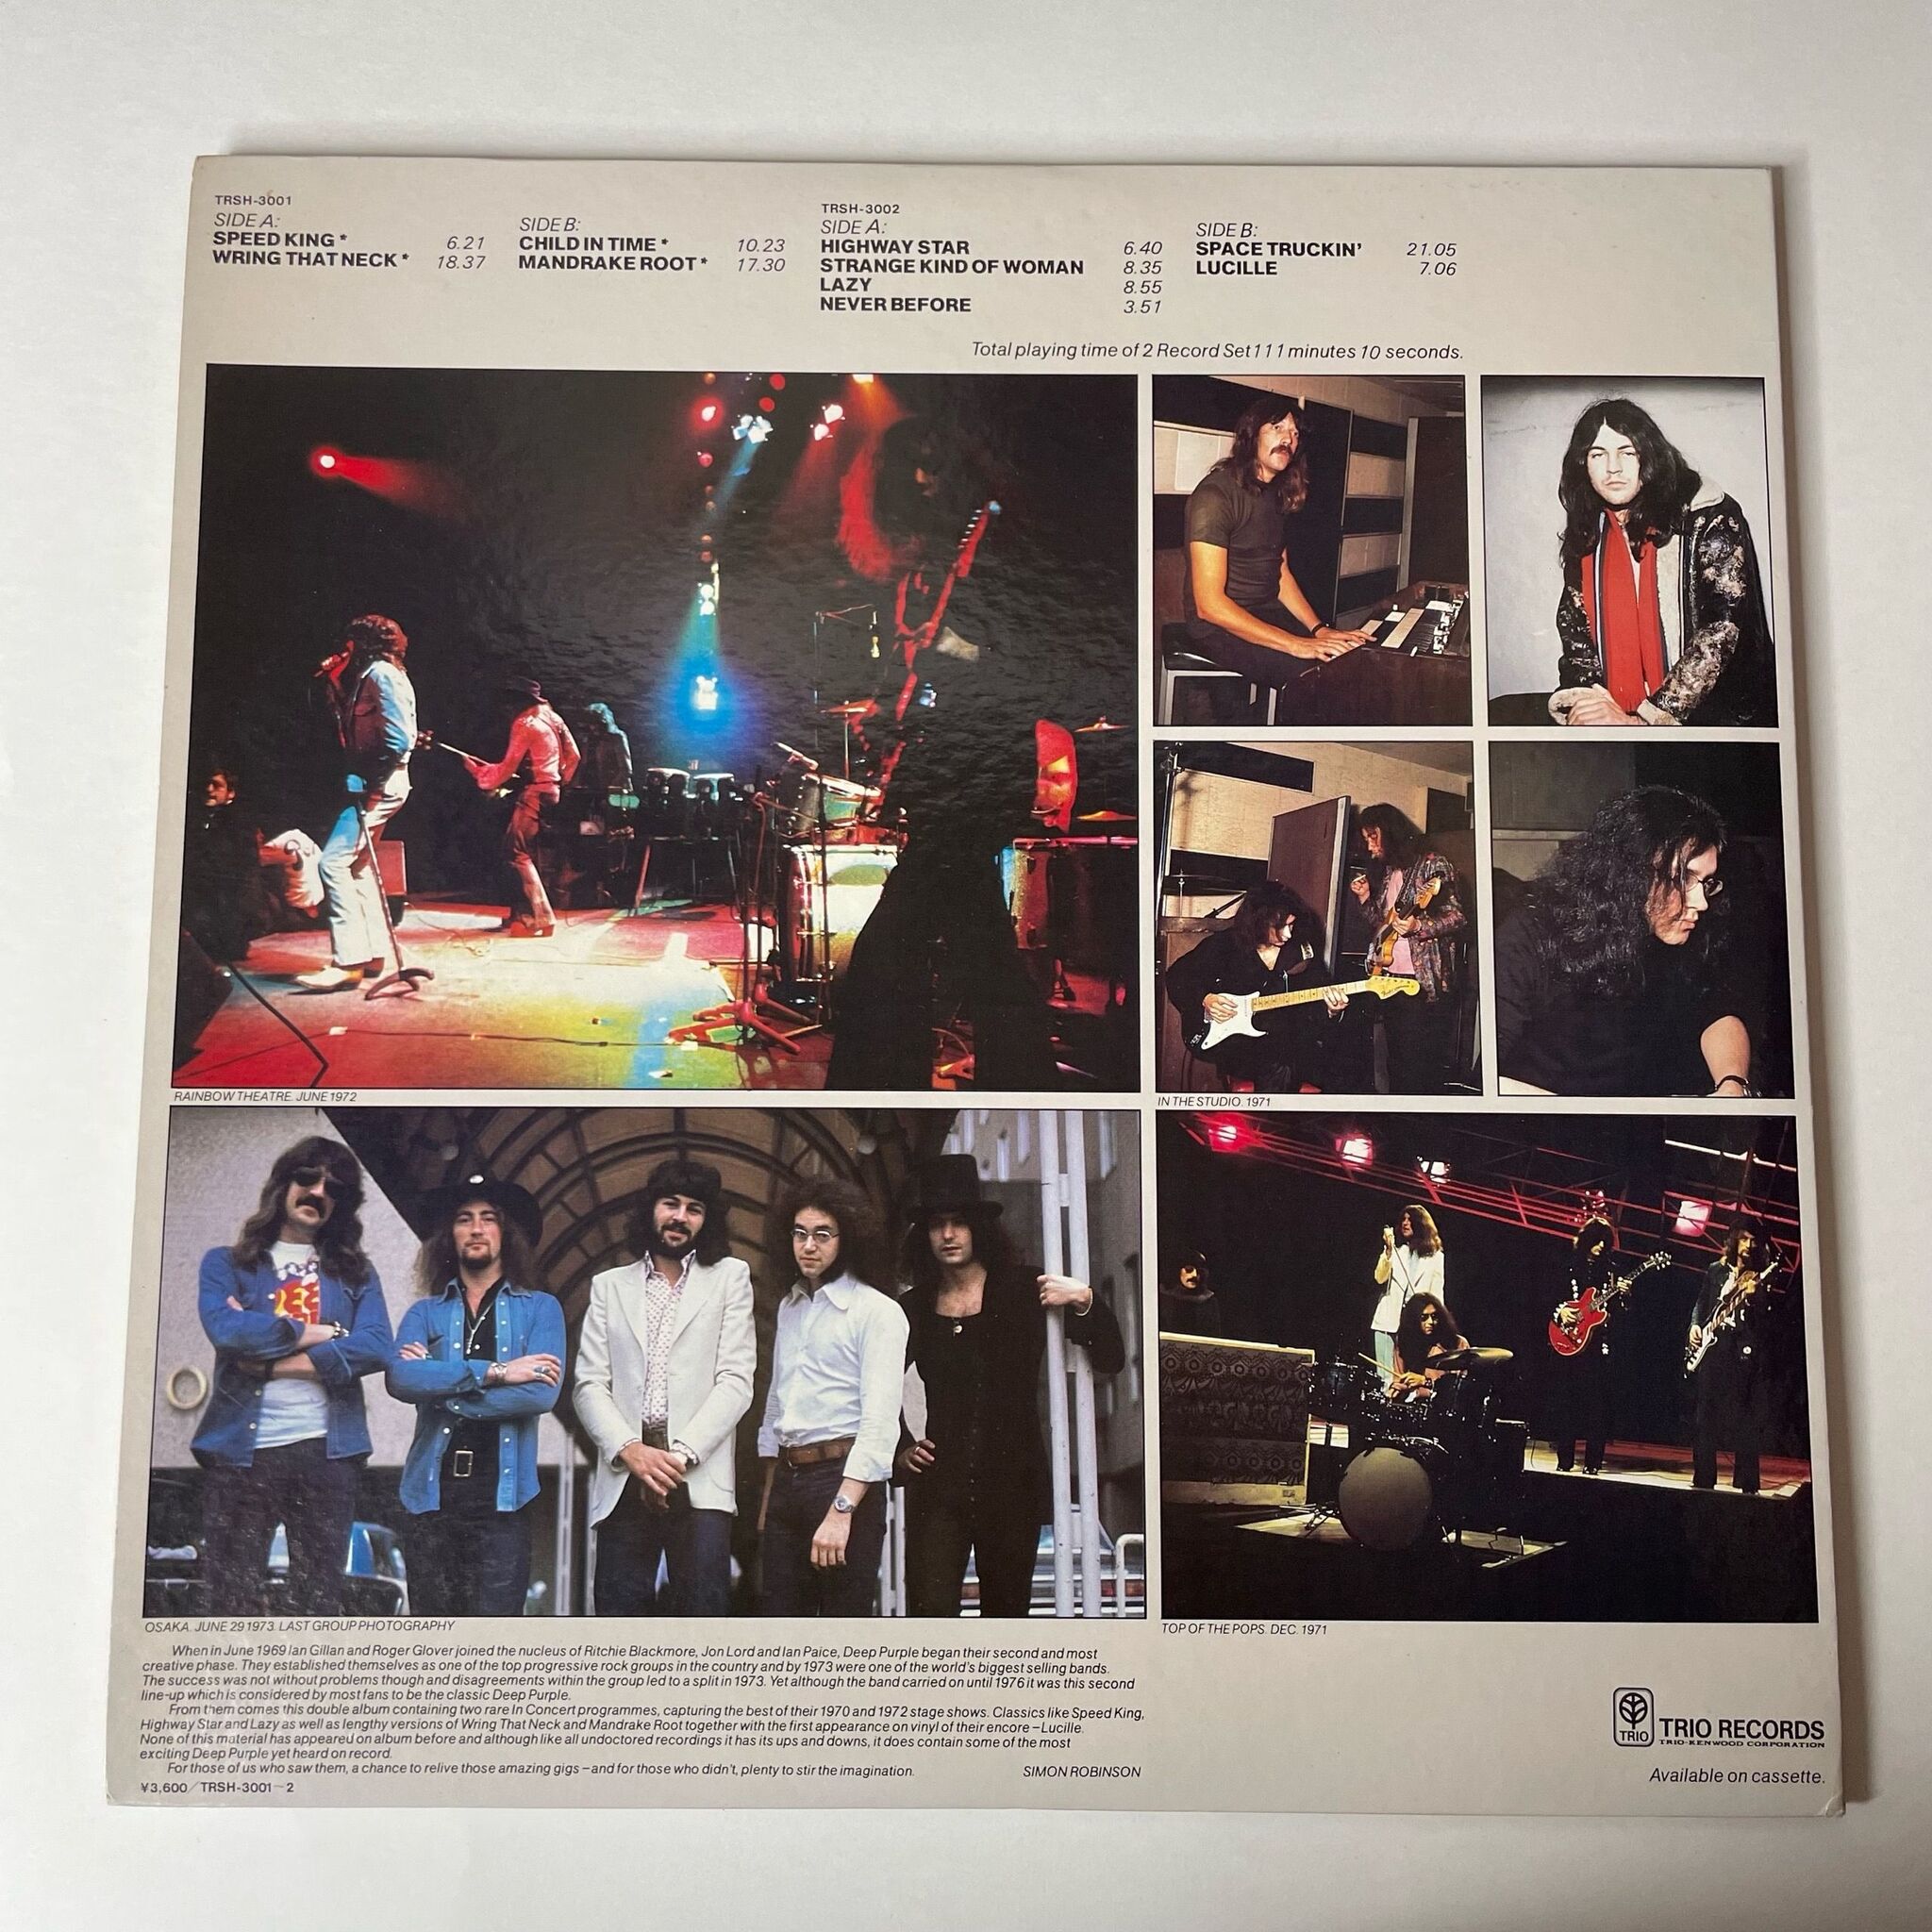 TRSH-3001
SIDE A:
SPEED KING * 6.21
WRING THAT NECK * 18.37
SIDE B:
CHILD IN TIME * 10.23
MANDRAKE ROOT * 17.30
TRSH-3002
SIDE A:
HIGHWAY STAR 6.40
STRANGE KIND OF WOMAN 8.35
LAZY 8.55
NEVER BEFORE 3.51
SIDE B:
SPACE TRUCKIN' 21.05
LUCILLE 7.06
Total playing time of 2 Record Set 111 minutes 10 seconds.
RAINBOW THEATRE. JUNE 1972
IN THE STUDIO. 1971
OSAKA. JUNE 29 1973. LAST GROUP PHOTOGRAPHY
TOP OF THE POPS. DEC. 1971
When in June 1969 Ian Gillan and Roger Glover joined the nucleus of Ritchie Blackmore, Jon Lord and Ian Paice, Deep Purple began their second and most
creative phase. They established themselves as one of the top progressive rock groups in the country and by 1973 were one of the world's biggest selling bands.
The success was not without problems though and disagreements within the group led to a split in 1973. Yet although the band carried on until 1976 it was this second
line-up which is considered by most fans to be the classic Deep Purple.
From them comes this double album containing two rare In Concert programmes, capturing the best of their 1970 and 1972 stage shows. Classics like Speed King,
Highway Star and Lazy as well as lengthy versions of Wring That Neck and Mandrake Root together with the first appearance on vinyl of their encore – Lucille.
None of this material has appeared on album before and although like all undoctored recordings it has its ups and downs, it does contain some of the most
exciting Deep Purple yet heard on record.
For those of us who saw them, a chance to relive those amazing gigs – and for those who didn't, plenty to stir the imagination. SIMON ROBINSON
¥3,600/TRSH-3001~2
TRIO
TRIO RECORDS
TRIO-KENWOOD CORPORATION
Available on cassette.